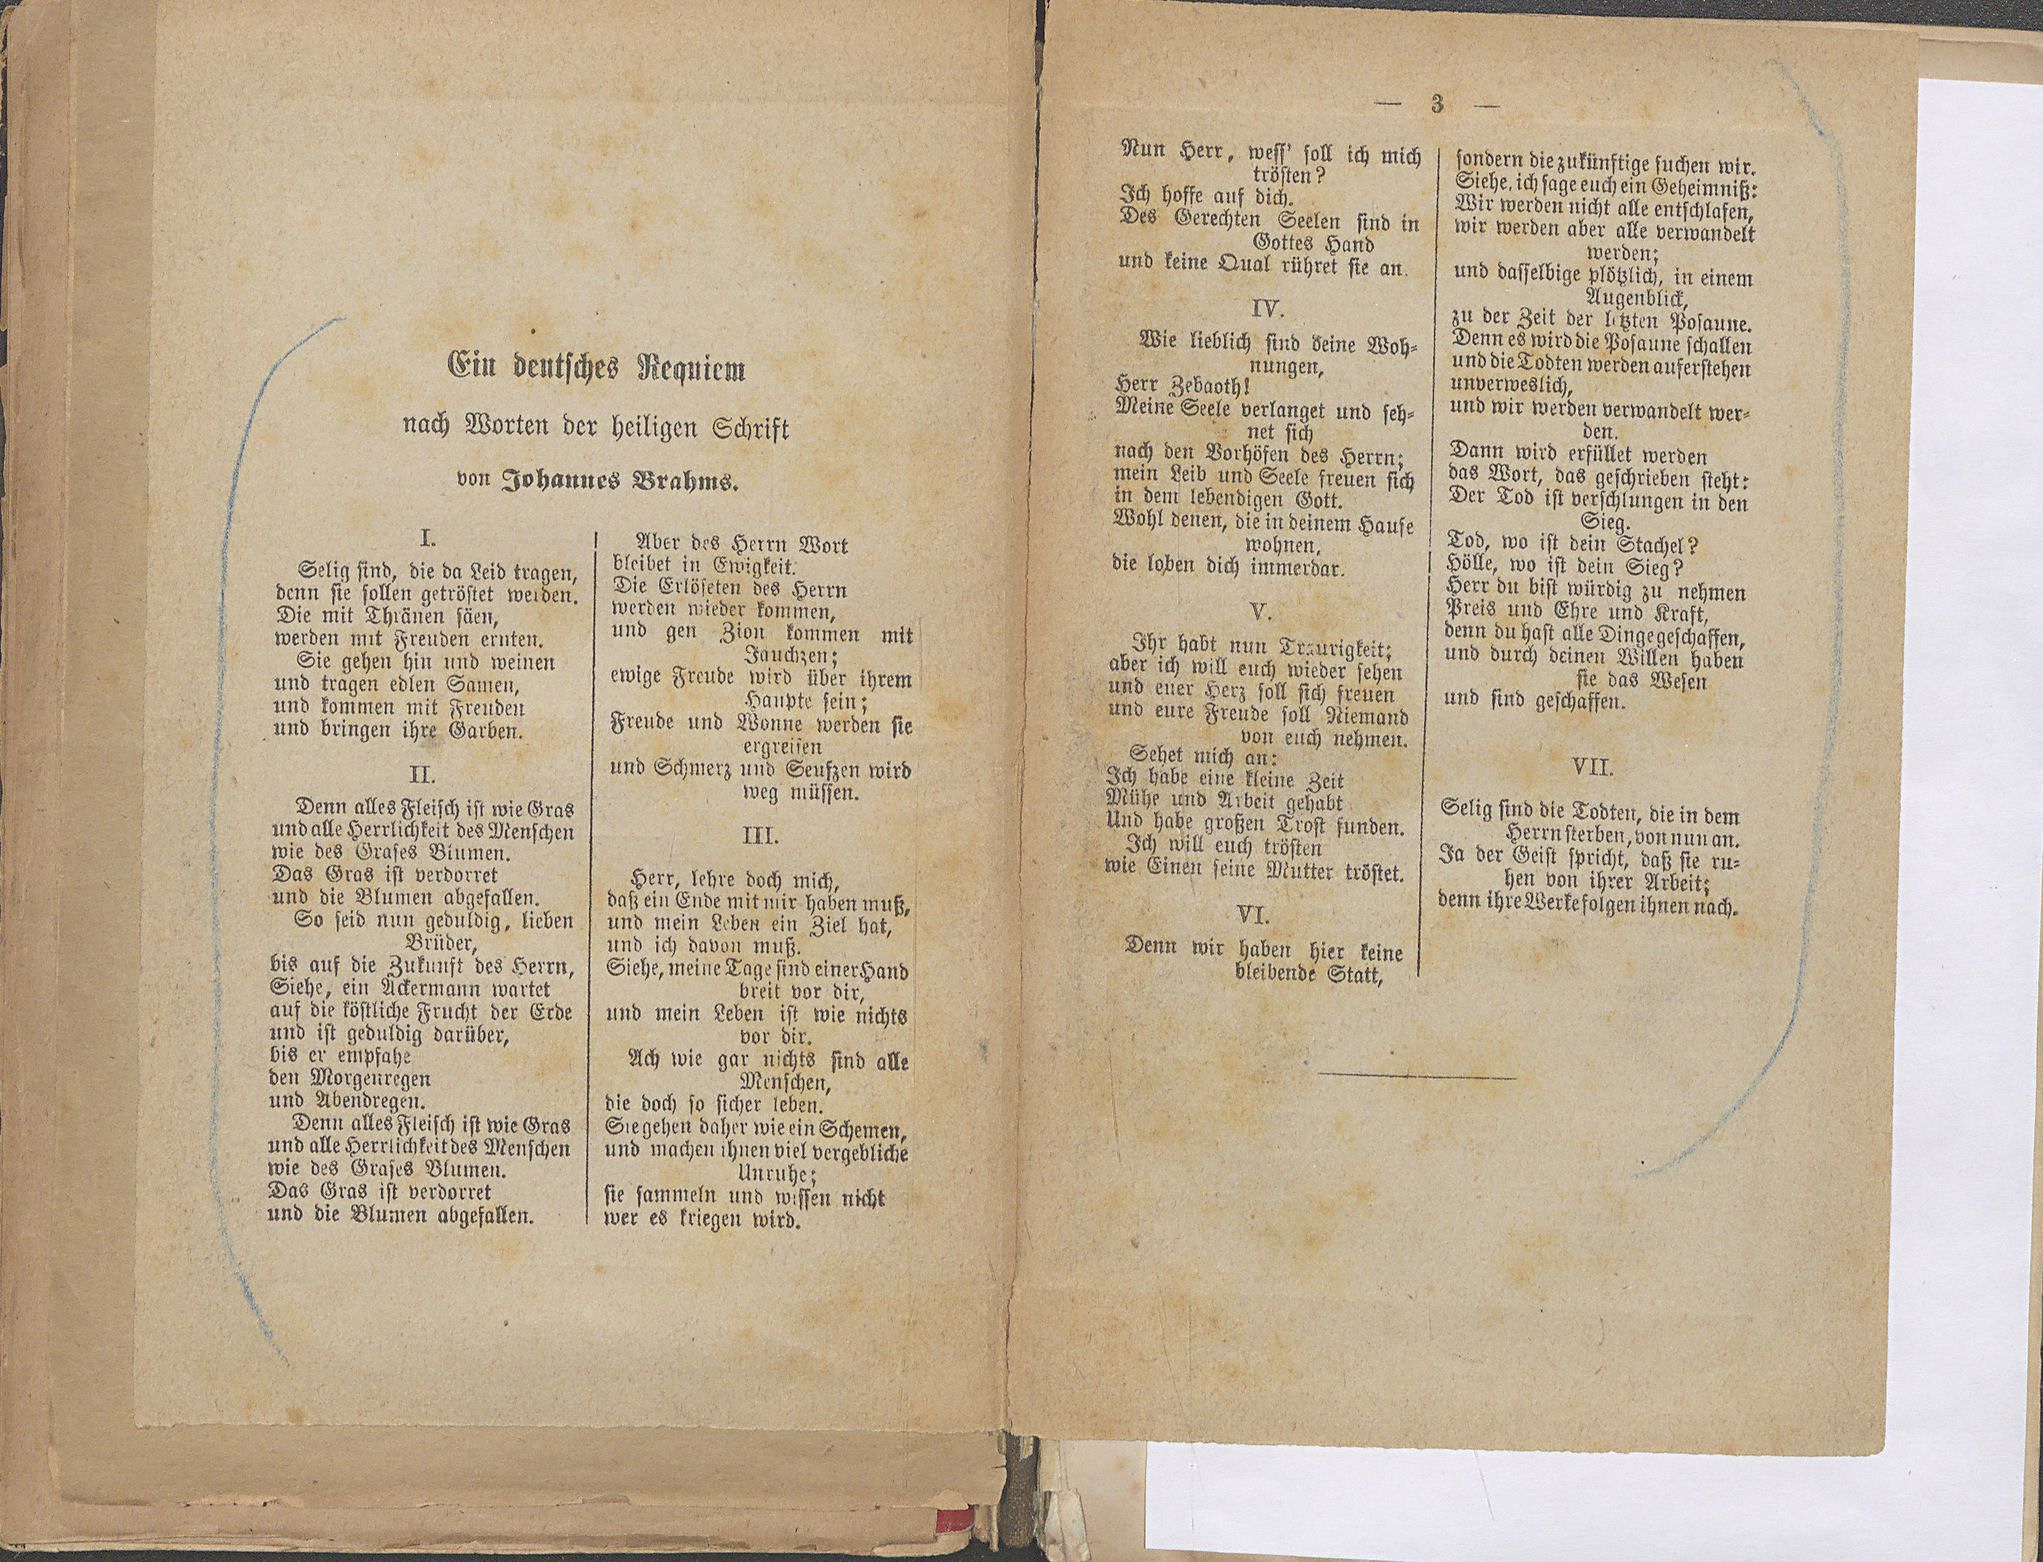 Ein deutsches Requiem
nach Worten der heiligen Schrift
von Johannes Brahms.
I.
Selig sind, die da Leid tragen,
denn sie sollen getröstet werden.
Die mit Thränen säen,
werden mit Freuden ernten.
Sie gehen hin und weinen
und tragen edlen Samen,
und kommen mit Freuden
und bringen ihre Garben.
II.
Denn alles Fleisch ist wie Gras
und alle Herrlichkeit des Menschen
wie des Grases Blumen.
Das Gras ist verdorret
und die Blumen abgefallen.
So seid nun geduldig, lieben
Brüder,
bis auf die Zukunft des Herrn,
Siehe, ein Ackermann wartet
auf die köstliche Frucht der Erde
und ist geduldig darüber,
bis er empfahe
den Morgenregen
und Abendregen.
Denn alles Fleisch ist wie Gras
und alle Herrlichkeit des Menschen
wie des Grases Blumen.
Das Gras ist verdorret
und die Blumen abgefallen.
Aber des Herrn Wort
bleibet in Ewigkeit.
Die Erlöseten des Herrn
werden wieder kommen,
und gen Zion kommen mit
Jauchzen;
ewige Freude wird über ihrem
Haupte sein;
Freude und Wonne werden sie
ergreifen
und Schmerz und Seufzen wird
weg müssen.
III.
Herr, lehre doch mich,
daß ein Ende mit mir haben muß,
und mein Leben ein Ziel hat,
und ich davon muß.
Siehe, meine Tage sind einer Hand
breit vor dir,
und mein Leben ist wie nichts
vor dir.
Ach wie gar nichts sind alle
Menschen,
die doch so sicher leben.
Sie gehen daher wie ein Schemen,
und machen ihnen viel vergebliche
Unruhe;
sie sammeln und wissen nicht
wer es kriegen wird.
— 3 —
Nun Herr, wess' soll ich mich
trösten?
Ich hoffe auf dich.
Des Gerechten Seelen sind in
Gottes Hand
und keine Qual rühret sie an.
IV.
Wie lieblich sind deine Woh-
nungen,
Herr Zebaoth!
Meine Seele verlanget und seh-
net sich
nach den Vorhöfen des Herrn;
mein Leib und Seele freuen sich
in dem lebendigen Gott.
Wohl denen, die in deinem Hause
wohnen,
die loben dich immerdar.
V.
Ihr habt nun Traurigkeit;
aber ich will euch wieder sehen
und euer Herz soll sich freuen
und eure Freude soll Niemand
von euch nehmen.
Sehet mich an:
Ich habe eine kleine Zeit
Mühe und Arbeit gehabt
Und habe großen Trost funden.
Ich will euch trösten
wie Einen seine Mutter tröstet.
VI.
Denn wir haben hier keine
bleibende Statt,
sondern die zukünftige suchen wir.
Siehe, ich sage euch ein Geheimniß:
Wir werden nicht alle entschlafen,
wir werden aber alle verwandelt
werden;
und dasselbige plötzlich, in einem
Augenblick,
zu der Zeit der letzten Posaune.
Denn es wird die Posaune schallen
und die Todten werden auferstehen
unverweslich,
und wir werden verwandelt wer-
den.
Dann wird erfüllet werden
das Wort, das geschrieben steht:
Der Tod ist verschlungen in den
Sieg.
Tod, wo ist dein Stachel?
Hölle, wo ist dein Sieg?
Herr du bist würdig zu nehmen
Preis und Ehre und Kraft,
denn du hast alle Dinge geschaffen,
und durch deinen Willen haben
sie das Wesen
und sind geschaffen.
VII.
Selig sind die Todten, die in dem
Herrn sterben, von nun an.
Ja der Geist spricht, daß sie ru-
hen von ihrer Arbeit;
denn ihre Werke folgen ihnen nach.